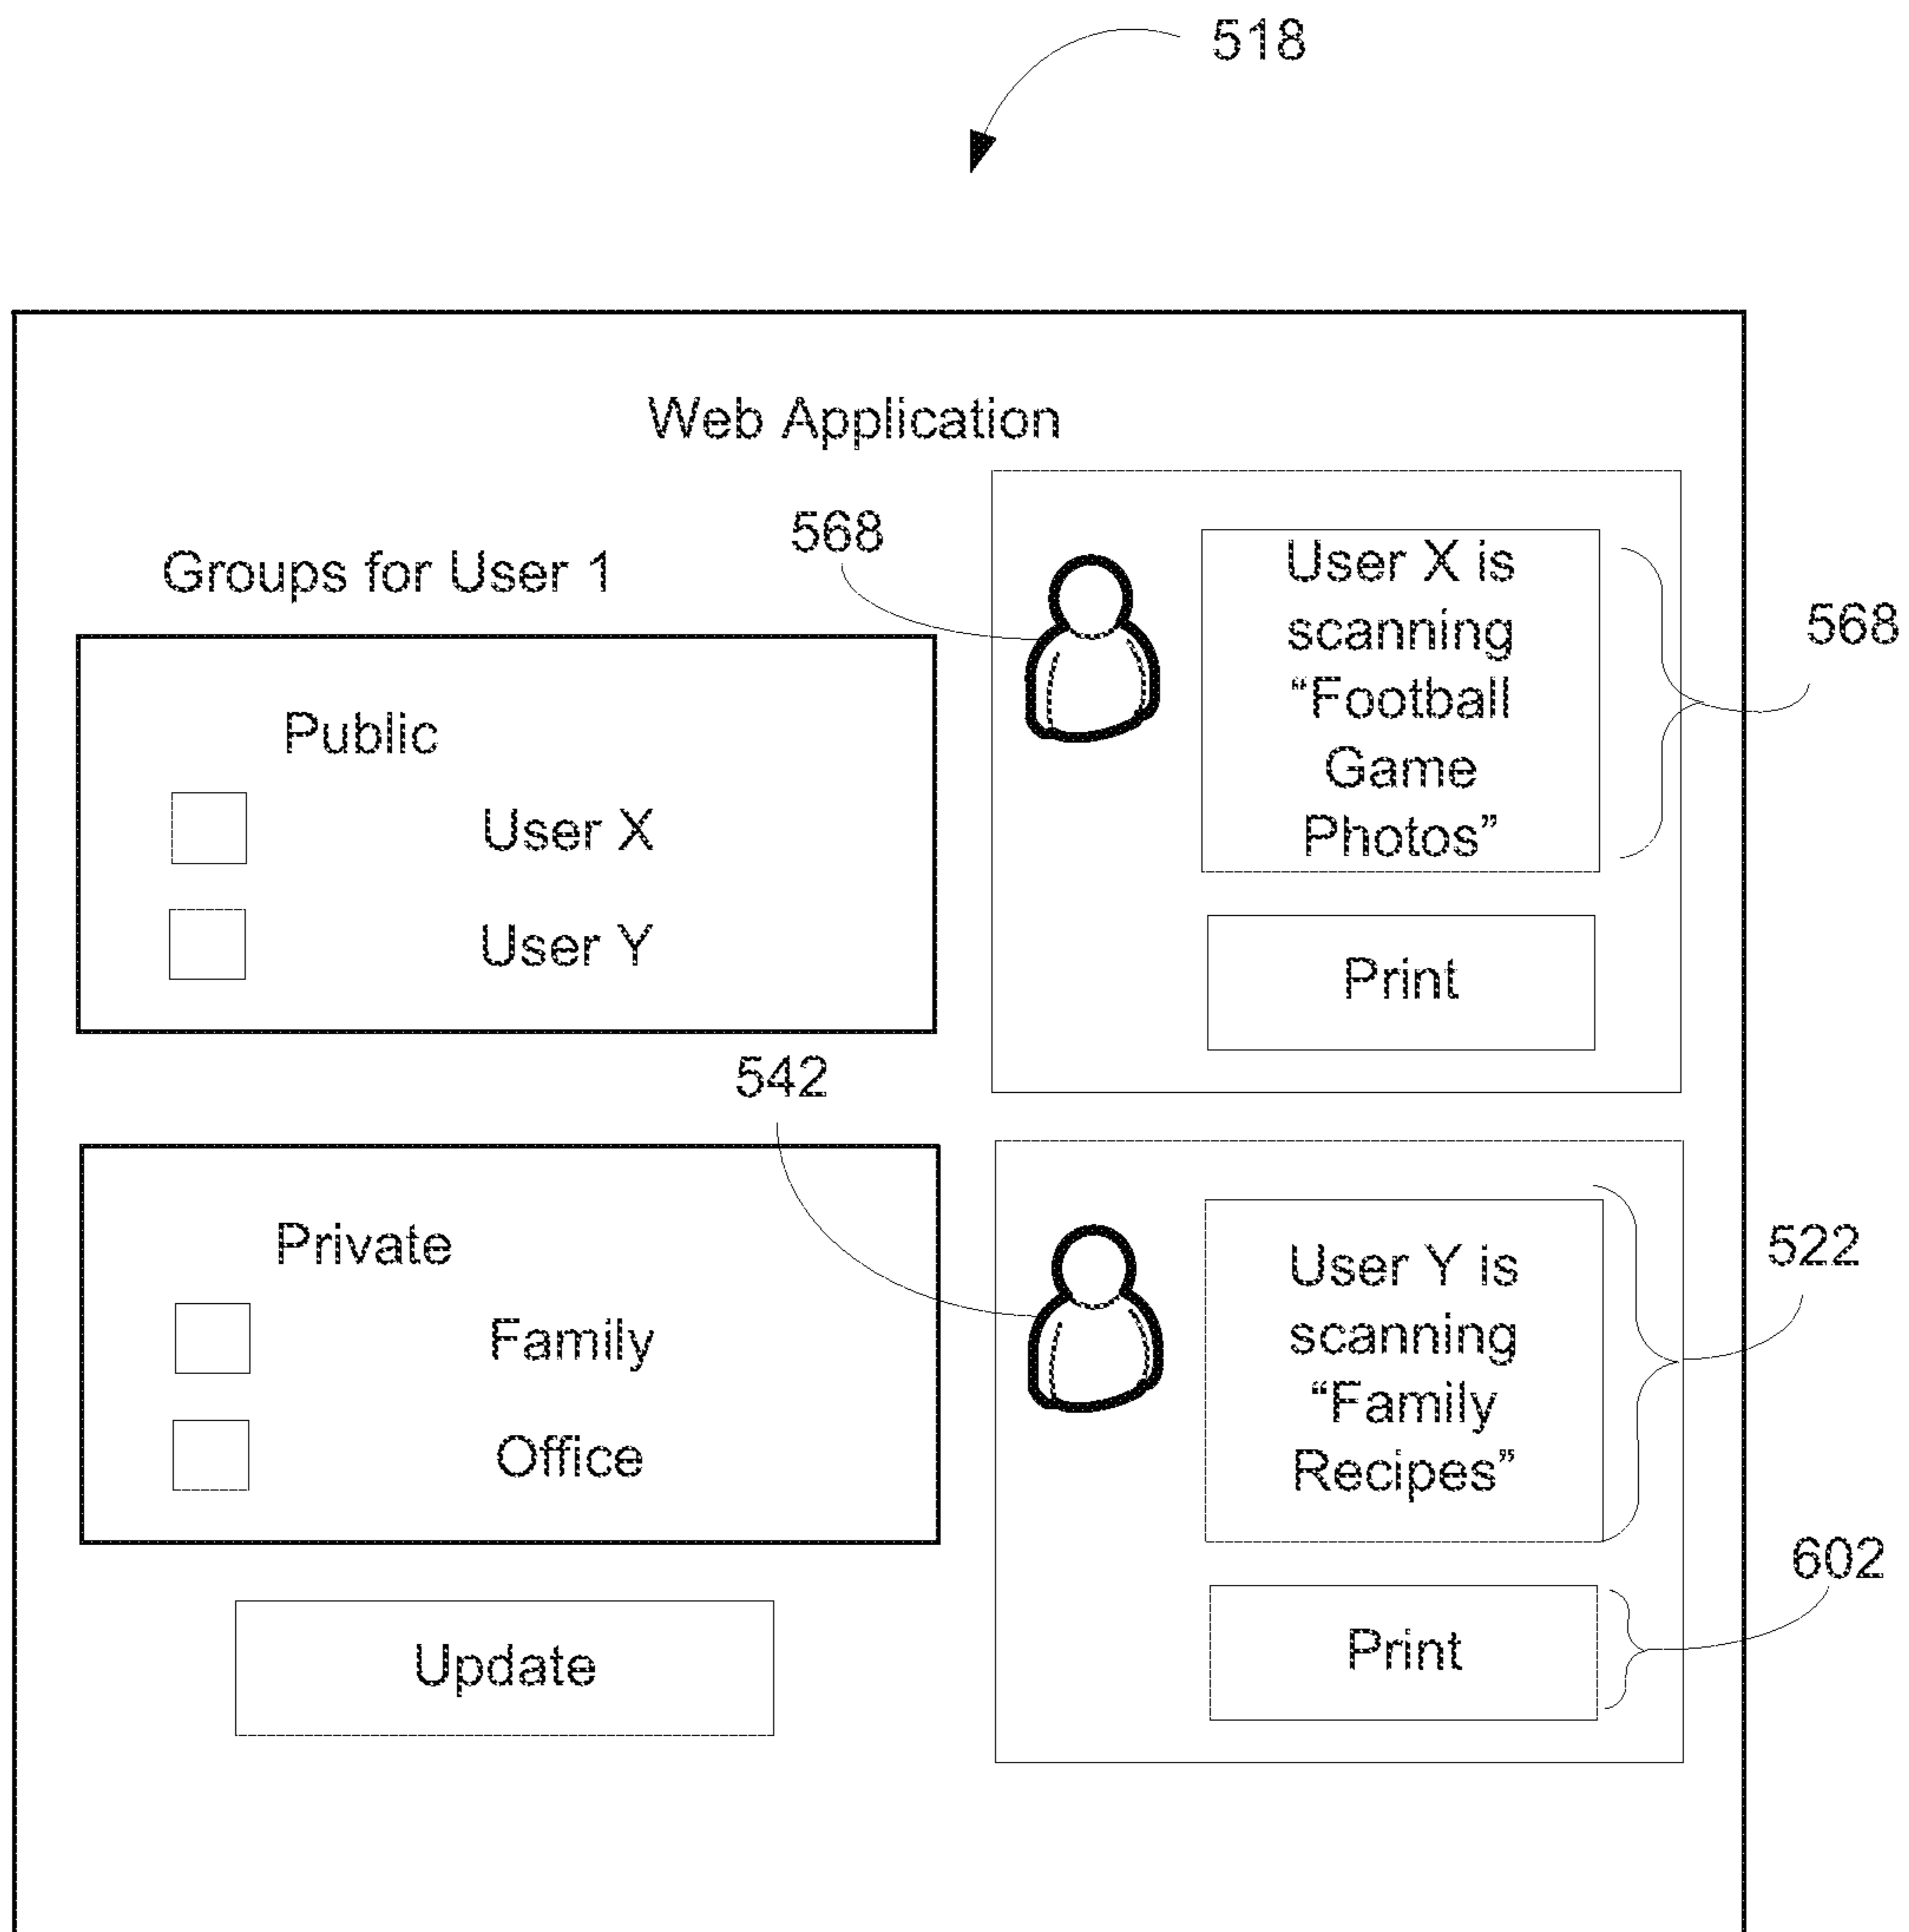 518
Web Application
Groups for User 1
568
Public
User X
User Y
User X is
scanning
“Football
Game
Photos”
568
Print
542
Private
Family
Office
Update
User Y is
scanning
“Family
Recipes”
522
Print
602